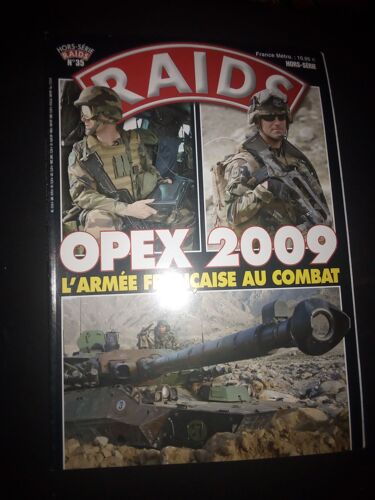 HORS-SÉRIE
RAIDS
N°35
France Métro. : 10,95 €
HORS-SÉRIE
RAIDS
OPEX 2009
L'ARMÉE FRANÇAISE AU COMBAT